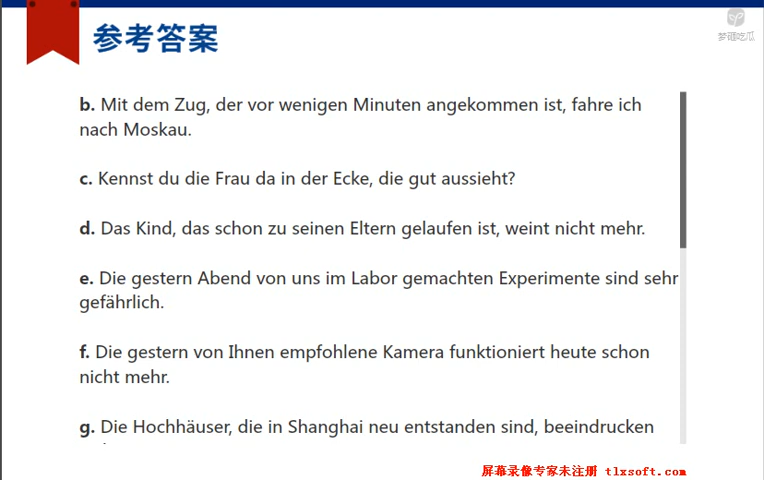 参考答案
梦砸吃瓜
b. Mit dem Zug, der vor wenigen Minuten angekommen ist, fahre ich
nach Moskau.
c. Kennst du die Frau da in der Ecke, die gut aussieht?
d. Das Kind, das schon zu seinen Eltern gelaufen ist, weint nicht mehr.
e. Die gestern Abend von uns im Labor gemachten Experimente sind sehr
gefährlich.
f. Die gestern von Ihnen empfohlene Kamera funktioniert heute schon
nicht mehr.
g. Die Hochhäuser, die in Shanghai neu entstanden sind, beeindrucken
屏幕录像专家未注册 tlxsoft.com